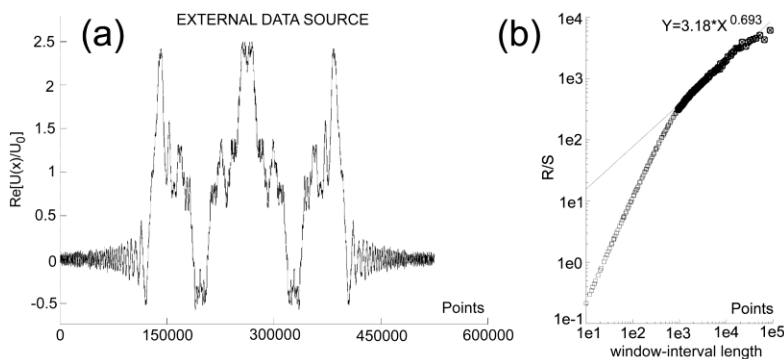 EXTERNAL DATA SOURCE
(a)
Re[U(x)/U0]
2.5
2
1.5
1
0.5
0
-0.5
0
150000
300000
450000
600000
Points
(b)
Y=3.18*X^0.693
R/S
1e4
1e3
1e2
1e1
1e0
1e-1
1e1
1e2
1e3
1e4
1e5
Points
window-interval length